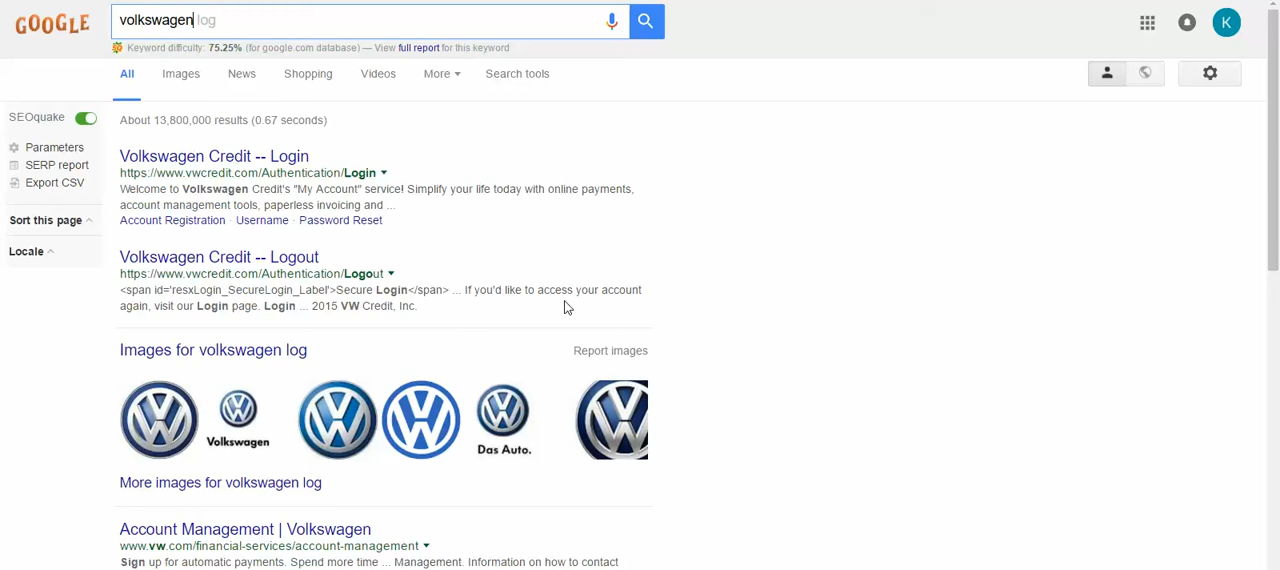 GOOGLE
volkswagen log
K
Keyword difficulty: 75.25% (for google.com database) — View full report for this keyword
All Images News Shopping Videos More Search tools
SEOquake
Parameters
SERP report
Export CSV
Sort this page
Locale
About 13,800,000 results (0.67 seconds)
Volkswagen Credit -- Login
https://www.vwcredit.com/Authentication/Login
Welcome to Volkswagen Credit's "My Account" service! Simplify your life today with online payments,
account management tools, paperless invoicing and ...
Account Registration · Username · Password Reset
Volkswagen Credit -- Logout
https://www.vwcredit.com/Authentication/Logout
<span id='resxLogin_SecureLogin_Label'>Secure Login</span> ... If you'd like to access your account
again, visit our Login page. Login ... 2015 VW Credit, Inc.
Images for volkswagen log Report images
Volkswagen
Das Auto.
More images for volkswagen log
Account Management | Volkswagen
www.vw.com/financial-services/account-management
Sign up for automatic payments. Spend more time ... Management. Information on how to contact